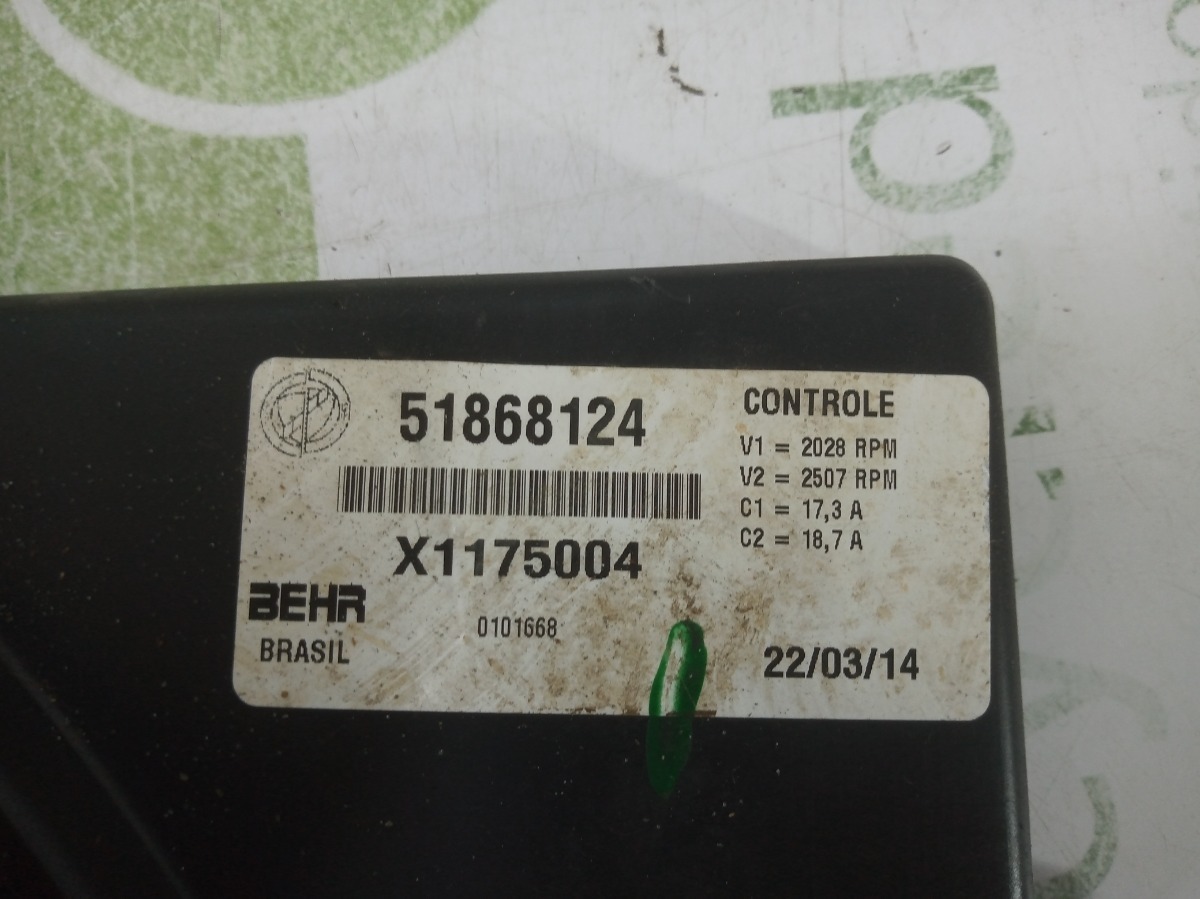 51868124
X1175004
BEHR
BRASIL
0101668
CONTROLE
V1 = 2028 RPM
V2 = 2507 RPM
C1 = 17,3 A
C2 = 18,7 A
22/03/14